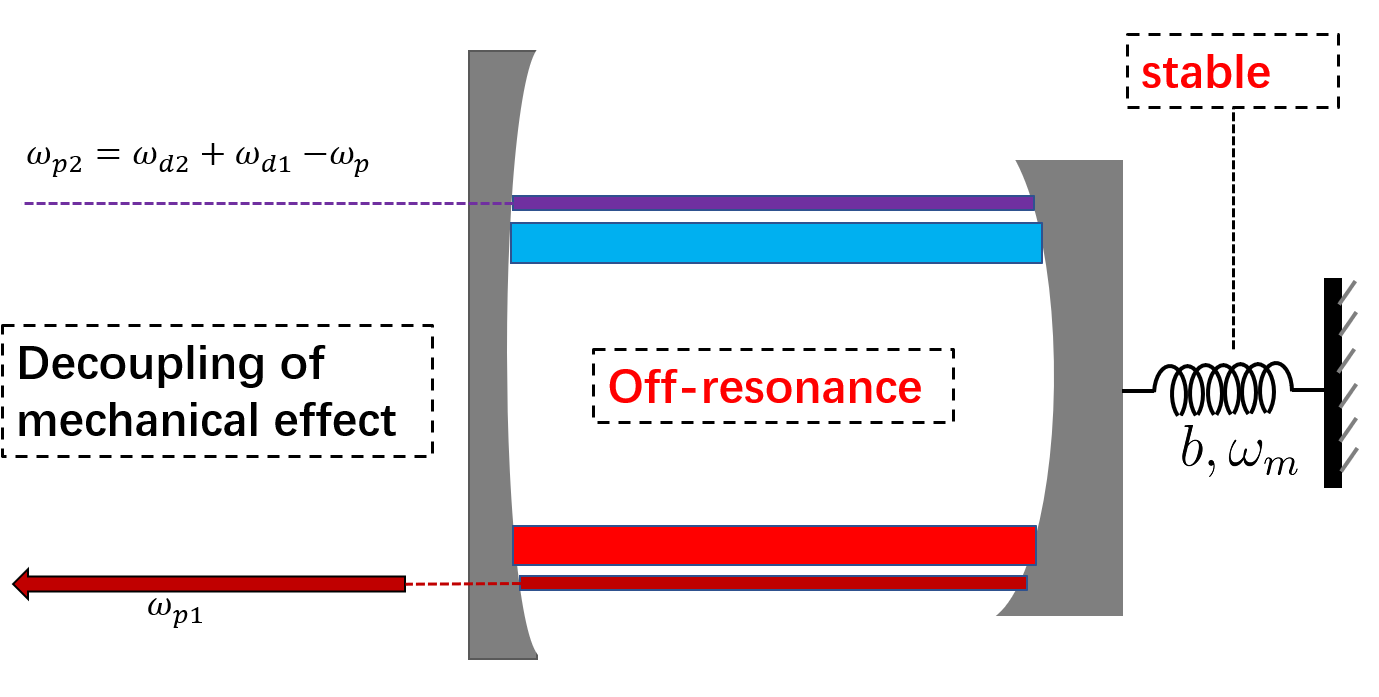 stable
ω_{p2} = ω_{d2} + ω_{d1} −ω_p
Decoupling of
mechanical effect
Off-resonance
b, ω_m
ω_{p1}